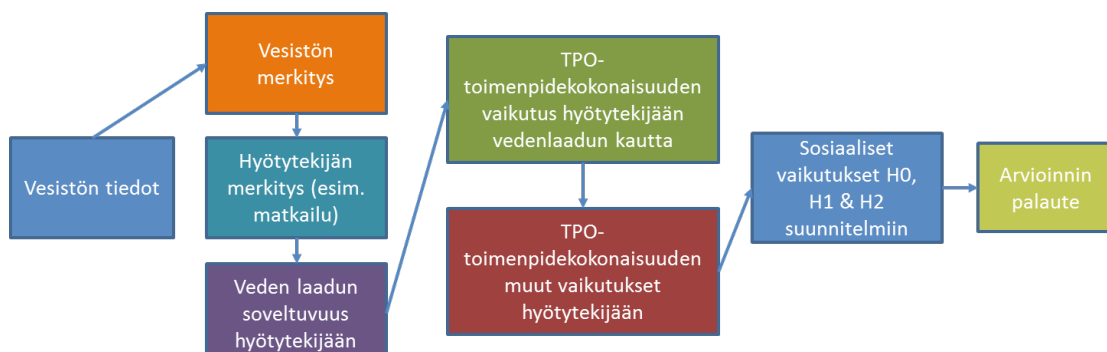 Vesistön tiedot
Vesistön
merkitys
Hyötytekijän
merkitys (esim.
matkailu)
Veden laadun
soveltuvuus
hyötytekijään
TPO-
toimenpidekokonaisuuden
vaikutus hyötytekijään
vedenlaadun kautta
TPO-
toimenpidekokonaisuuden
muut vaikutukset
hyötytekijään
Sosiaaliset
vaikutukset H0,
H1 & H2
suunnitelmiin
Arvioinnin
palaute